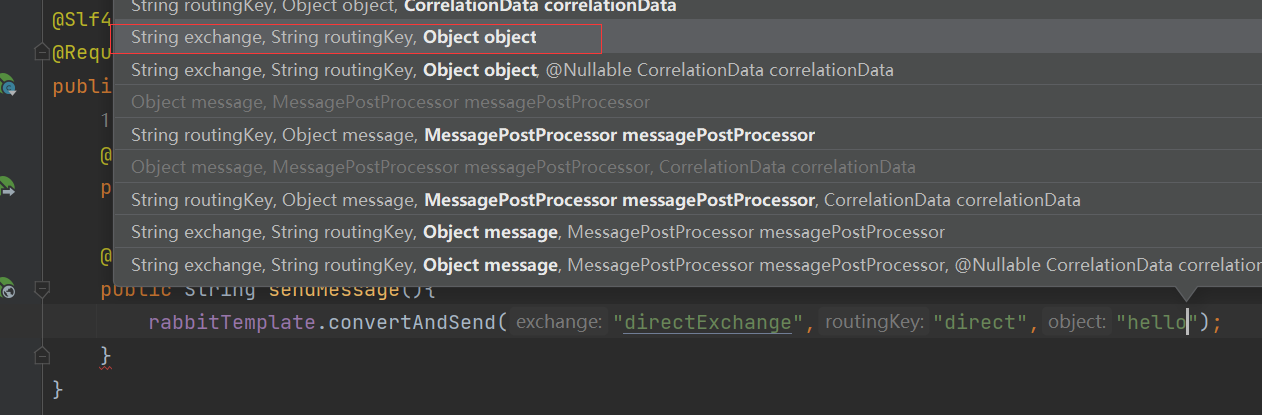 String routingKey, Object object, CorrelationData correlationData
@Slf4
String exchange, String routingKey, Object object
@Requ
String exchange, String routingKey, Object object, @Nullable CorrelationData correlationData
publi
Object message, MessagePostProcessor messagePostProcessor
1
String routingKey, Object message, MessagePostProcessor messagePostProcessor
@
Object message, MessagePostProcessor messagePostProcessor, CorrelationData correlationData
p
String routingKey, Object message, MessagePostProcessor messagePostProcessor, CorrelationData correlationData
String exchange, String routingKey, Object message, MessagePostProcessor messagePostProcessor
@
String exchange, String routingKey, Object message, MessagePostProcessor messagePostProcessor, @Nullable CorrelationData correlation
public String sendMessage(){
rabbitTemplate.convertAndSend( exchange: "directExchange", routingKey: "direct", object: "hello");
}
}